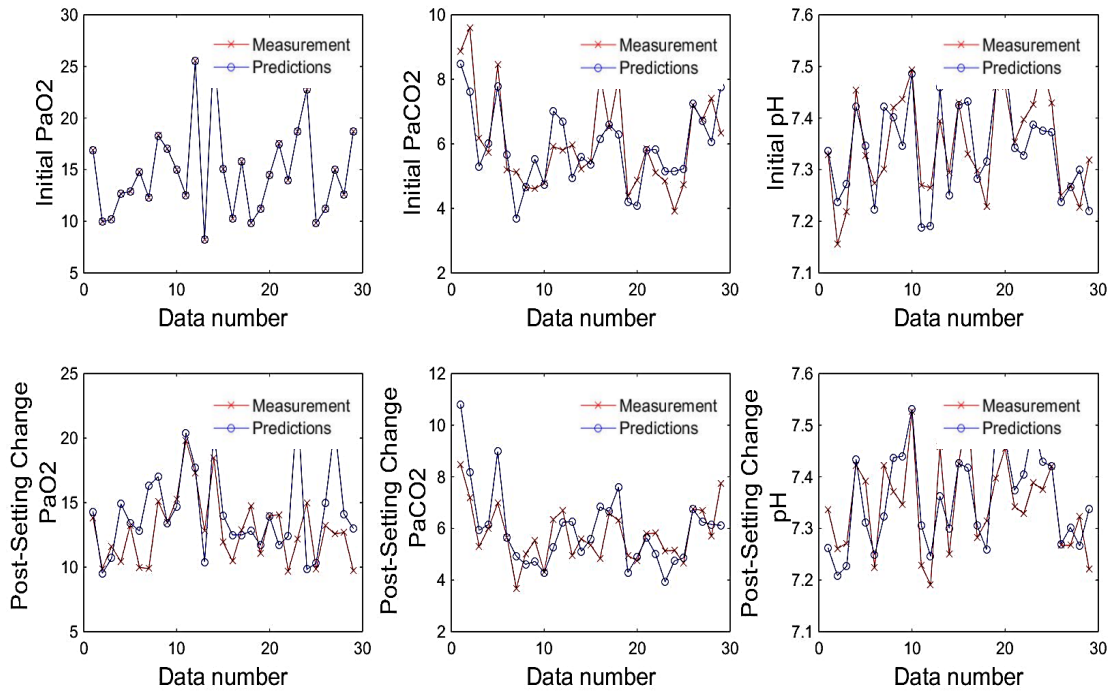 Initial PaO2
30
25
20
15
10
5
0
10
20
30
Data number
Measurement
Predictions
Initial PaCO2
10
8
6
4
2
0
10
20
30
Data number
Measurement
Predictions
Initial pH
7.6
7.5
7.4
7.3
7.2
7.1
0
10
20
30
Data number
Measurement
Predictions
Post-Setting Change
PaO2
25
20
15
10
5
0
10
20
30
Data number
Measurement
Predictions
Post-Setting Change
PaCO2
12
10
8
6
4
2
0
10
20
30
Data number
Measurement
Predictions
Post-Setting Change
pH
7.6
7.5
7.4
7.3
7.2
7.1
0
10
20
30
Data number
Measurement
Predictions